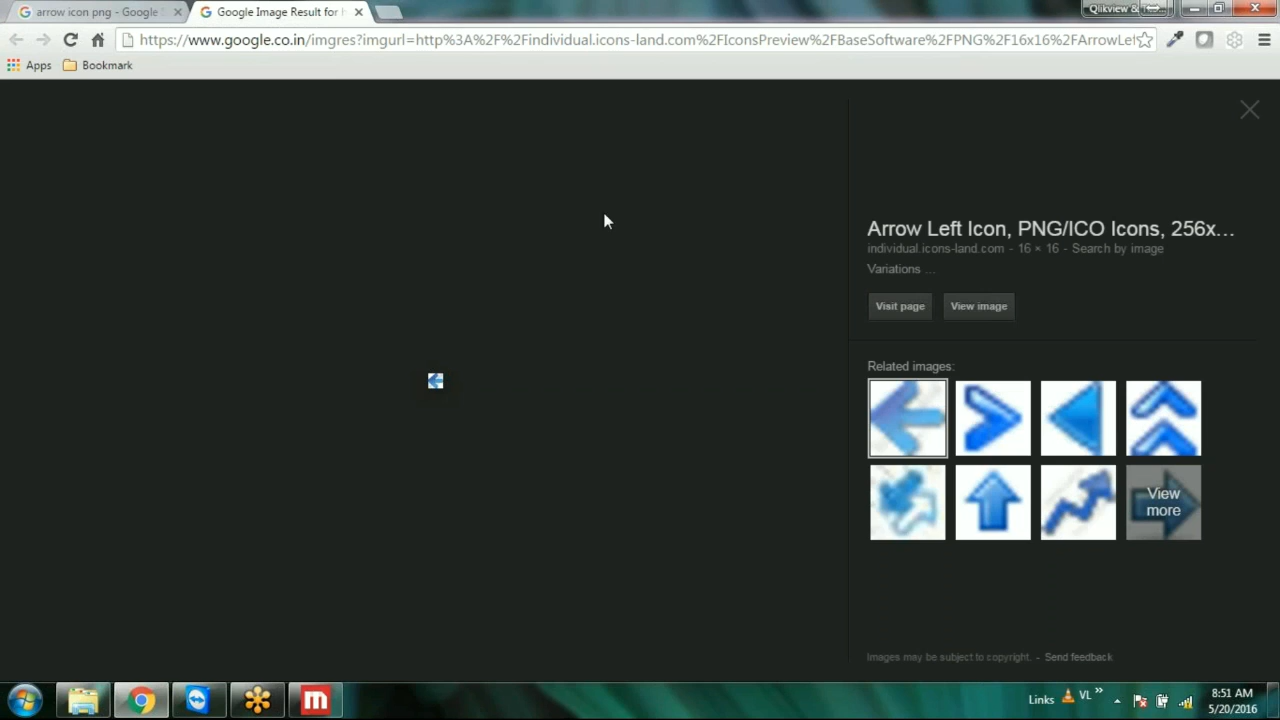 arrow icon png - Google
Google Image Result for h
Qlikview &
https://www.google.co.in/imgres?imgurl=http%3A%2F%2Findividual.icons-land.com%2FIconsPreview%2FBaseSoftware%2FPNG%2F16x16%2FArrowLef
Apps
Bookmark
Arrow Left Icon, PNG/ICO Icons, 256x...
individual.icons-land.com - 16 × 16 - Search by image
Variations ...
Visit page
View image
Related images:
View
more
Images may be subject to copyright. - Send feedback
Links
VL
»
8:51 AM
5/20/2016